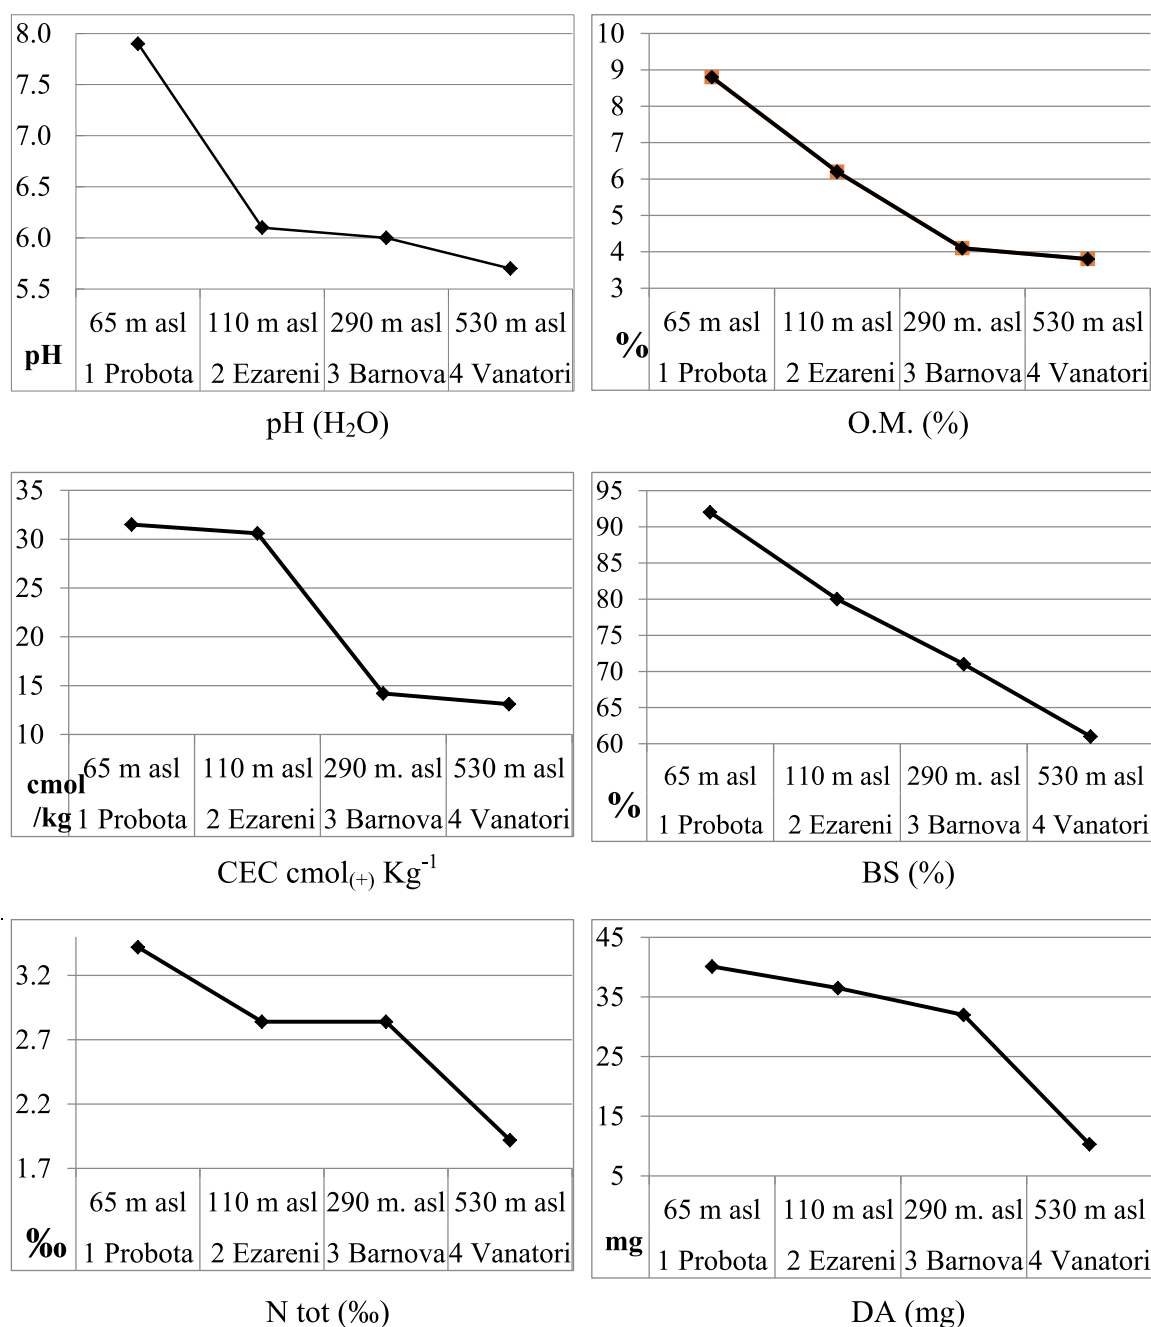 8.0
7.5
7.0
6.5
6.0
5.5
65 m asl 110 m asl 290 m asl 530 m asl
pH
1 Probota 2 Ezareni 3 Barnova 4 Vanatori
pH (H₂O)
10
9
8
7
6
5
4
3
65 m asl 110 m asl 290 m. asl 530 m asl
%
1 Probota 2 Ezareni 3 Barnova 4 Vanatori
O.M. (%)
35
30
25
20
15
10
65 m asl 110 m asl 290 m. asl 530 m asl
cmol
/kg 1 Probota 2 Ezareni 3 Barnova 4 Vanatori
CEC cmol₍₊₎ Kg⁻¹
95
90
85
80
75
70
65
60
65 m asl 110 m asl 290 m. asl 530 m asl
%
1 Probota 2 Ezareni 3 Barnova 4 Vanatori
BS (%)
3.2
2.7
2.2
1.7
65 m asl 110 m asl 290 m. asl 530 m asl
‰
1 Probota 2 Ezareni 3 Barnova 4 Vanatori
N tot (‰)
45
35
25
15
5
65 m asl 110 m asl 290 m. asl 530 m asl
mg
1 Probota 2 Ezareni 3 Barnova 4 Vanatori
DA (mg)